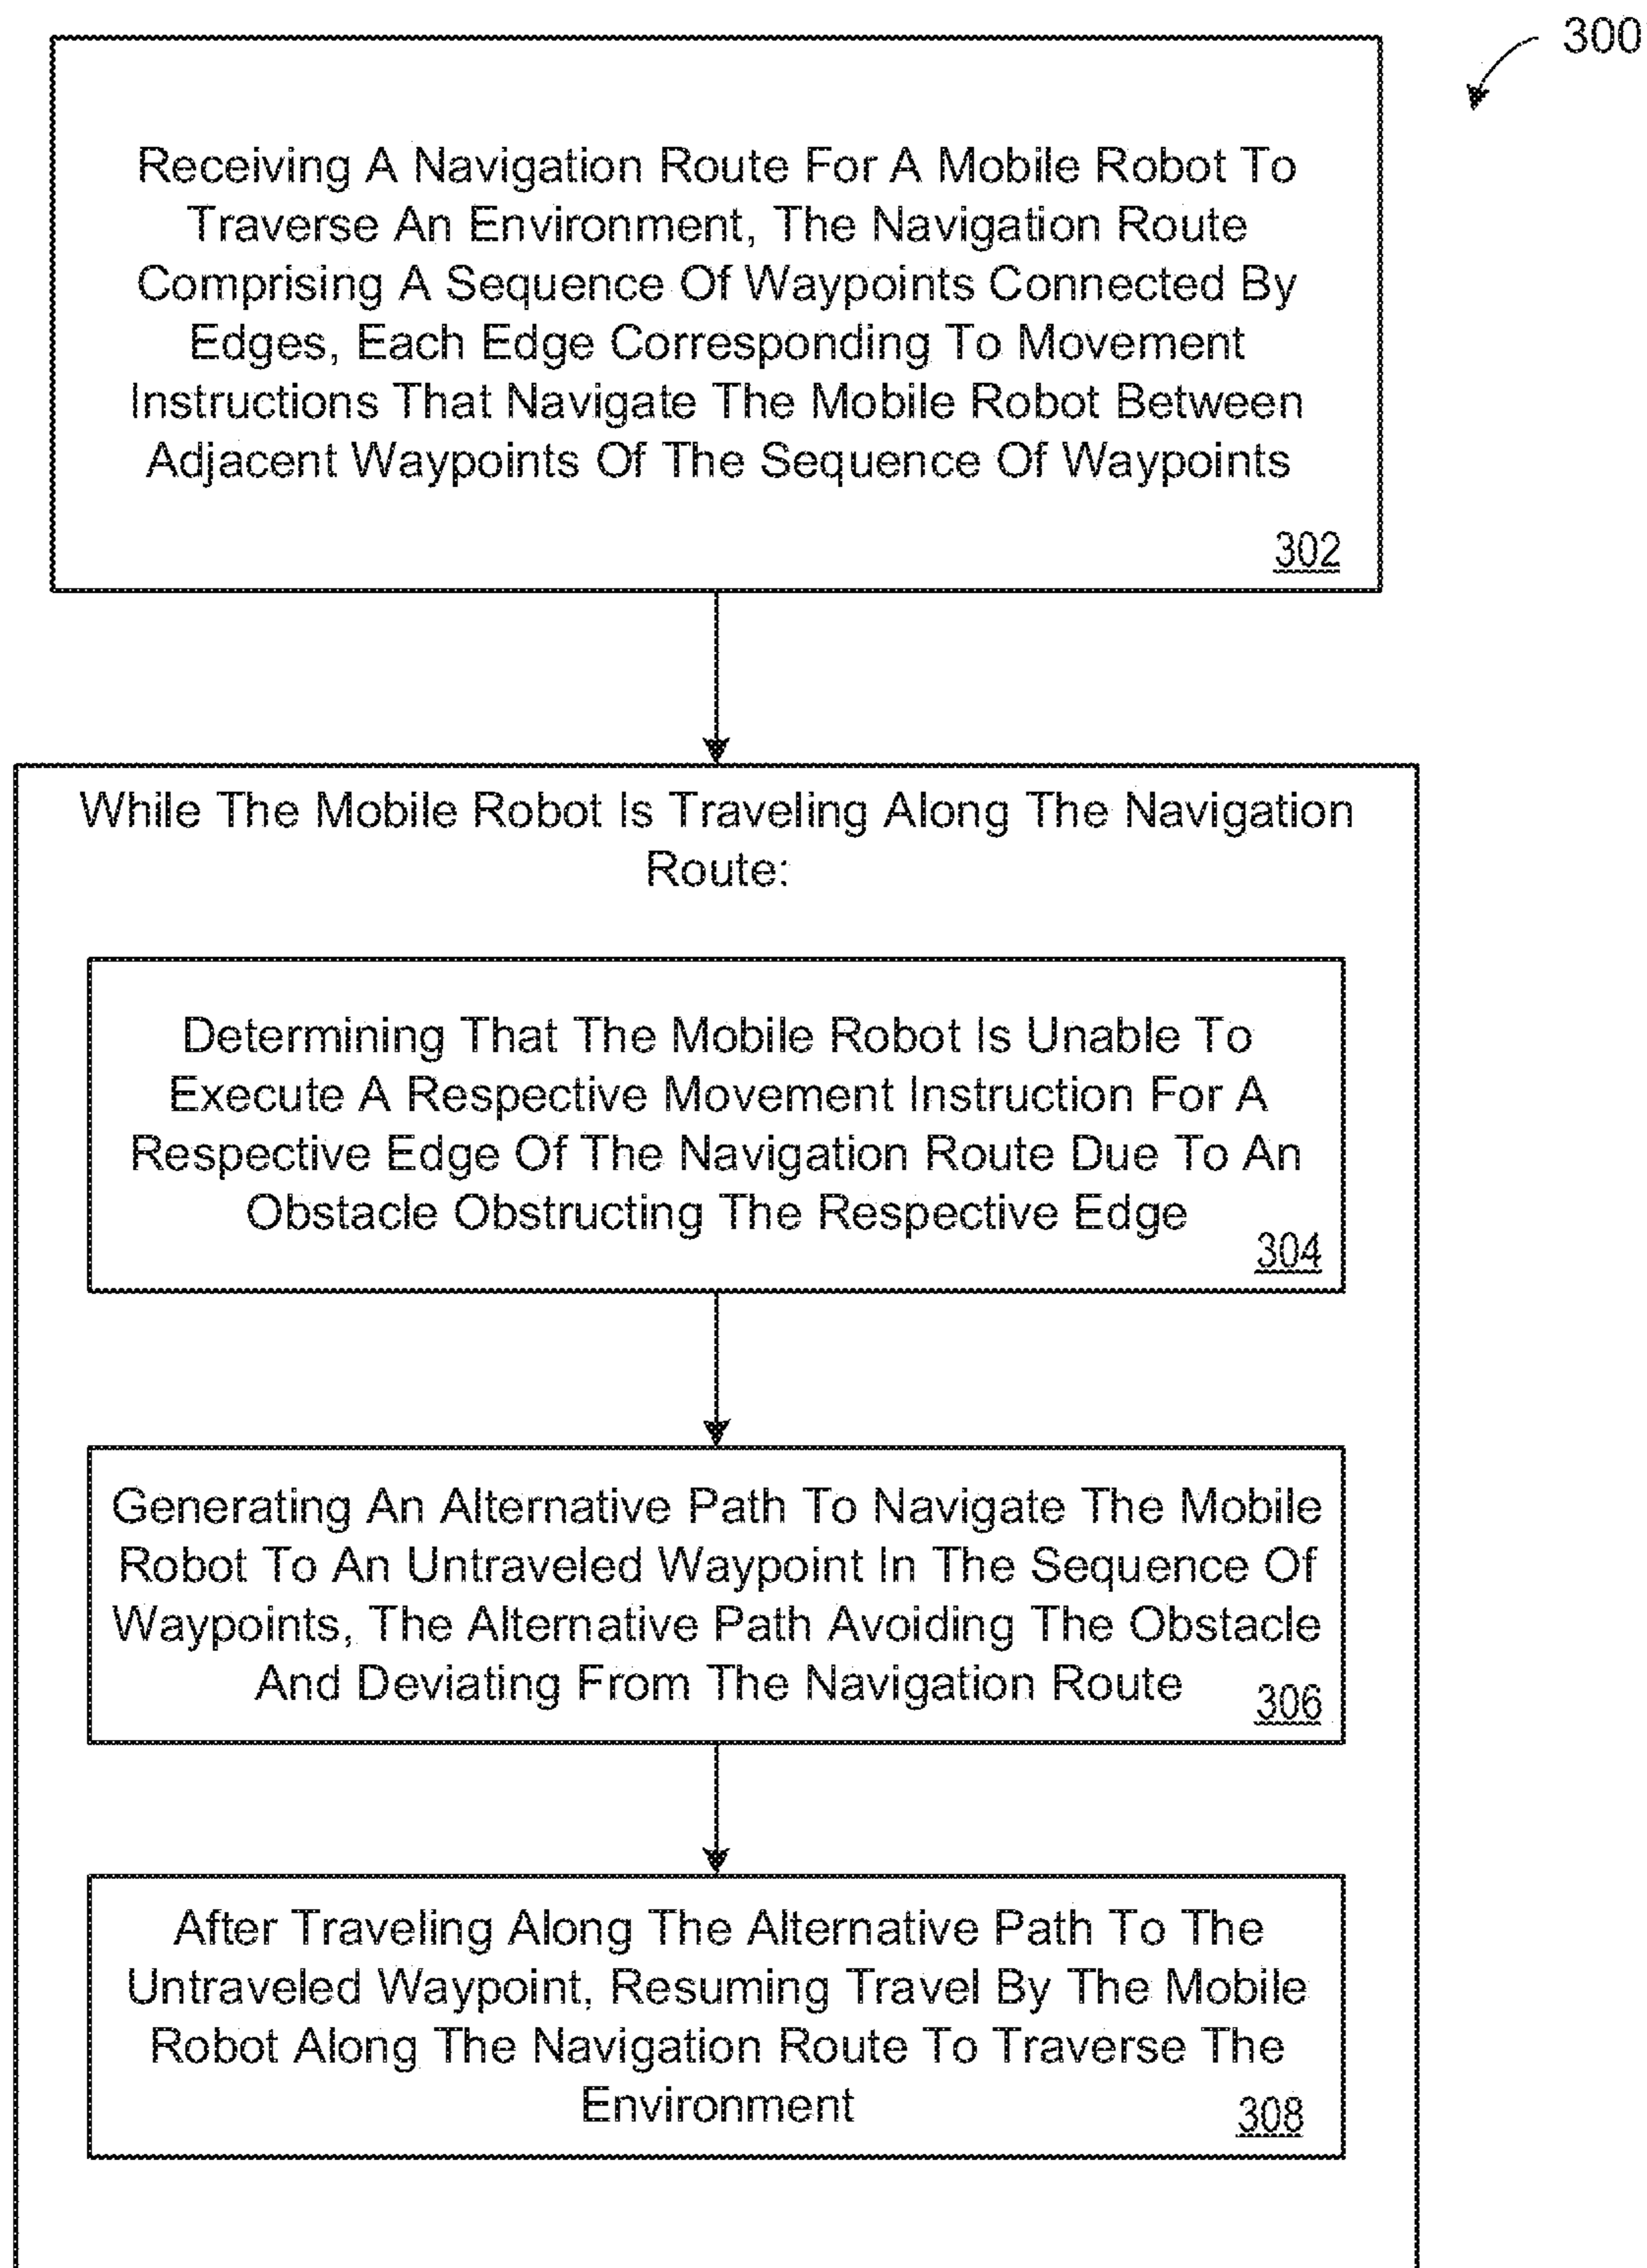 300
Receiving A Navigation Route For A Mobile Robot To
Traverse An Environment, The Navigation Route
Comprising A Sequence Of Waypoints Connected By
Edges, Each Edge Corresponding To Movement
Instructions That Navigate The Mobile Robot Between
Adjacent Waypoints Of The Sequence Of Waypoints
302
While The Mobile Robot Is Traveling Along The Navigation
Route:
Determining That The Mobile Robot Is Unable To
Execute A Respective Movement Instruction For A
Respective Edge Of The Navigation Route Due To An
Obstacle Obstructing The Respective Edge
304
Generating An Alternative Path To Navigate The Mobile
Robot To An Untraveled Waypoint In The Sequence Of
Waypoints, The Alternative Path Avoiding The Obstacle
And Deviating From The Navigation Route
306
After Traveling Along The Alternative Path To The
Untraveled Waypoint, Resuming Travel By The Mobile
Robot Along The Navigation Route To Traverse The
Environment
308